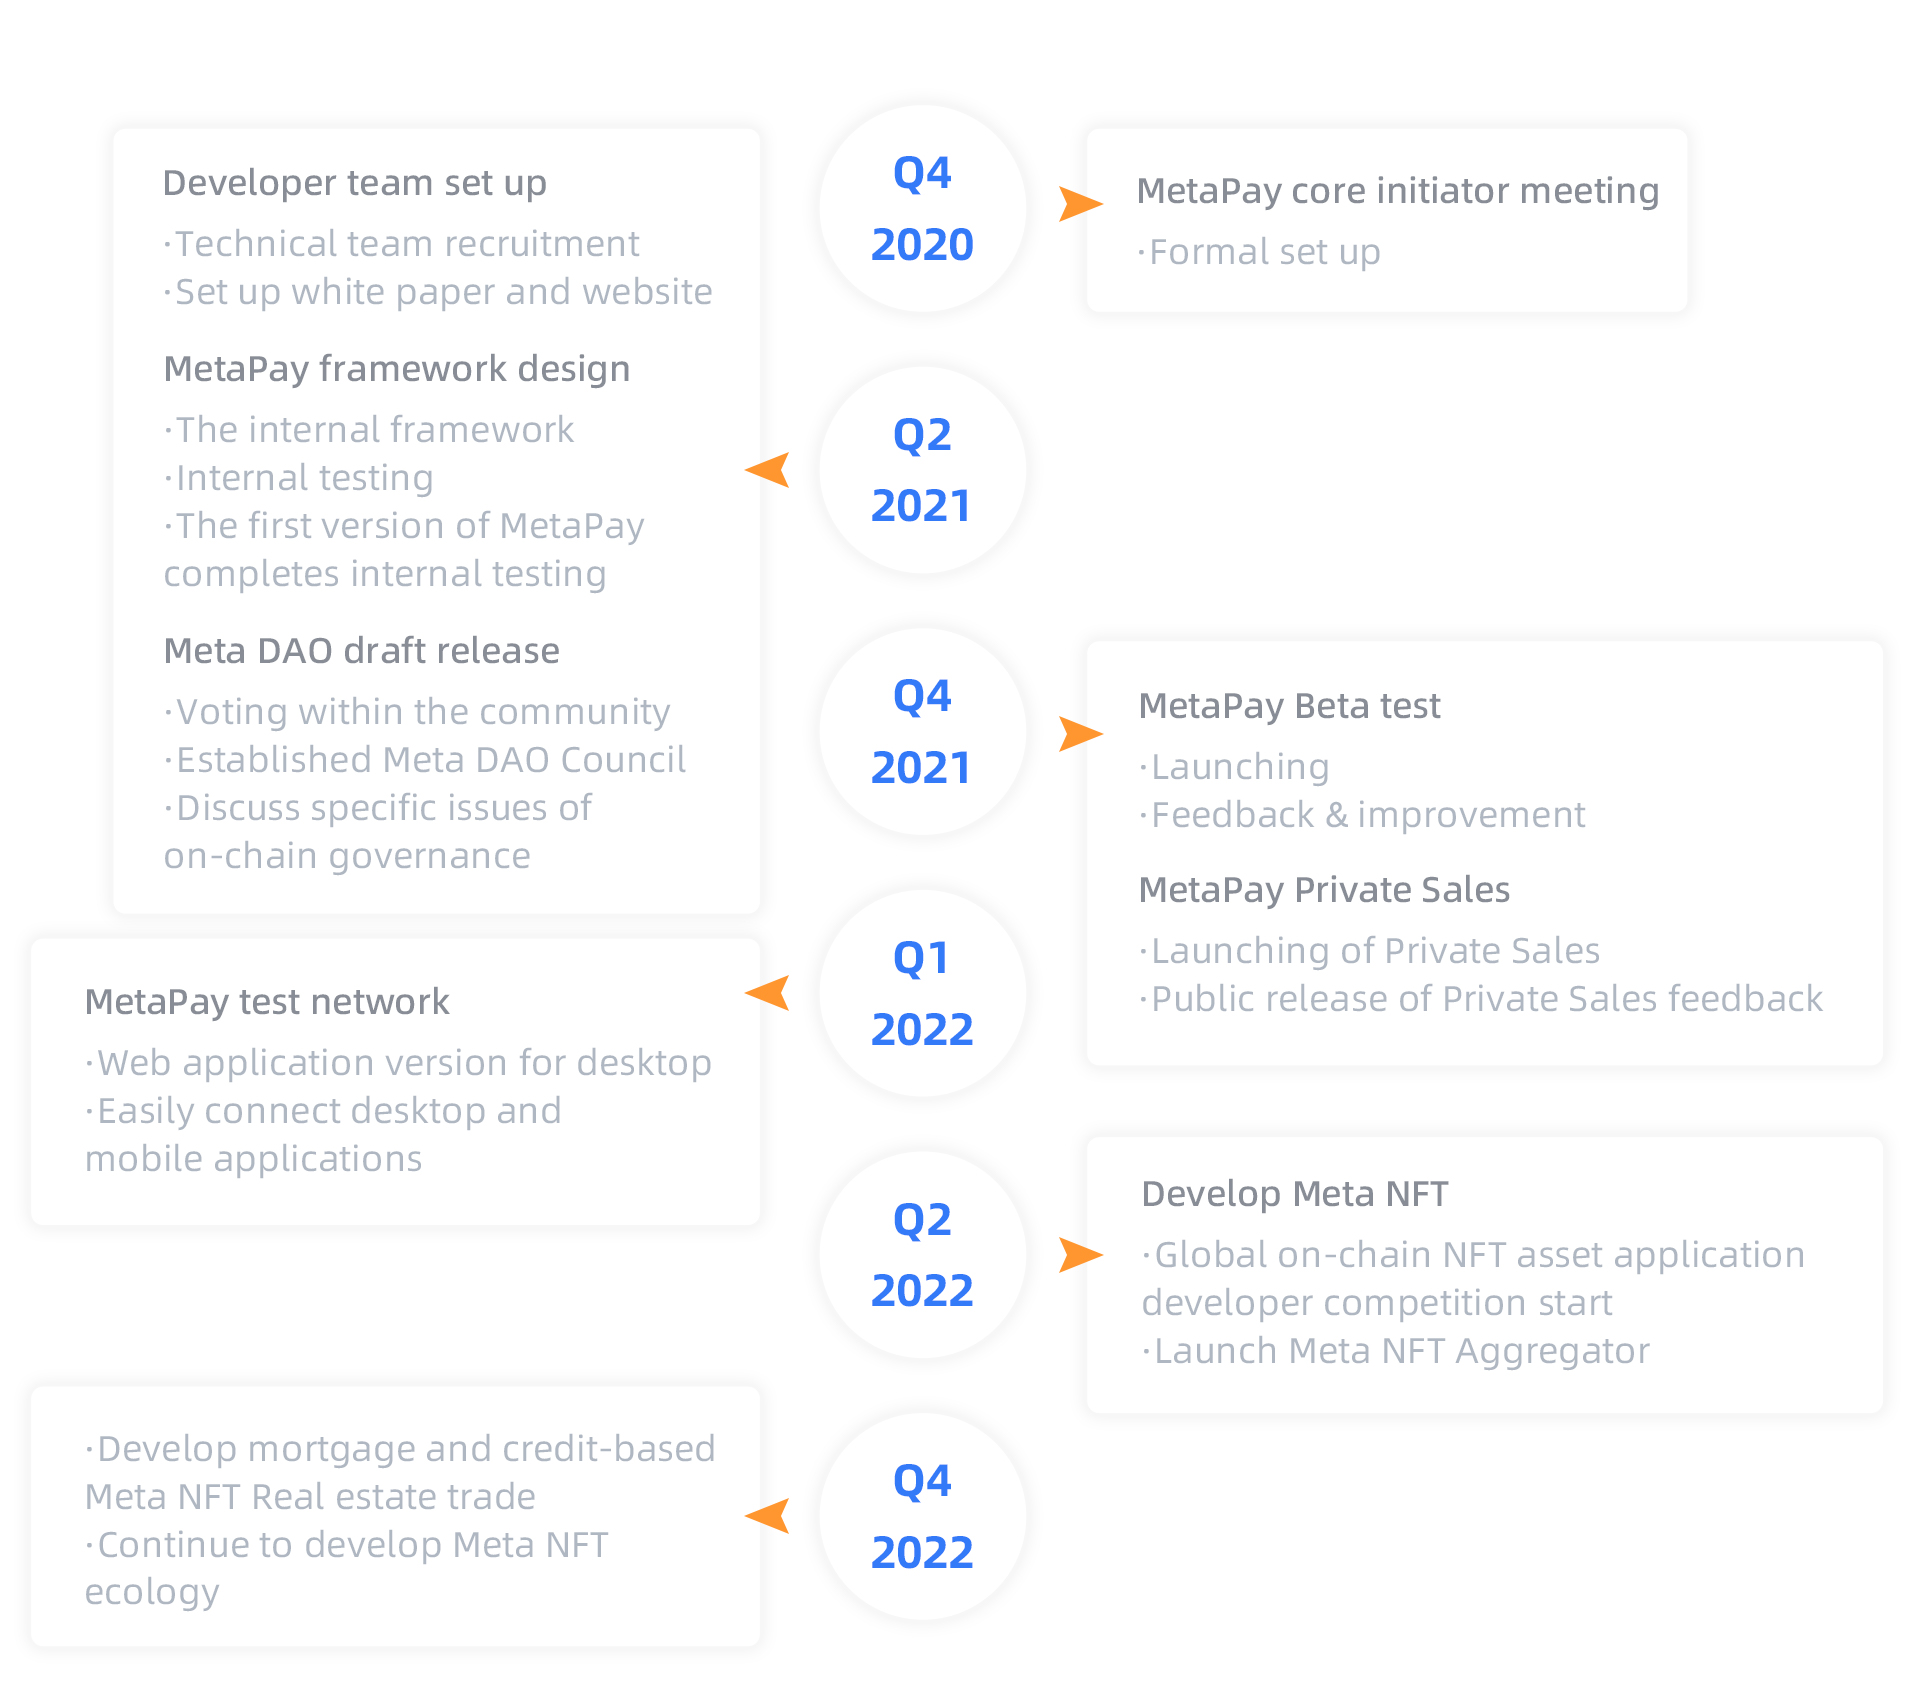 Q4
2020
MetaPay core initiator meeting
·Formal set up
Q2
2021
Developer team set up
·Technical team recruitment
·Set up white paper and website
MetaPay framework design
·The internal framework
·Internal testing
·The first version of MetaPay
completes internal testing
Meta DAO draft release
·Voting within the community
·Established Meta DAO Council
·Discuss specific issues of
on-chain governance
Q4
2021
MetaPay Beta test
·Launching
·Feedback & improvement
MetaPay Private Sales
·Launching of Private Sales
·Public release of Private Sales feedback
Q1
2022
MetaPay test network
·Web application version for desktop
·Easily connect desktop and
mobile applications
Q2
2022
Develop Meta NFT
·Global on-chain NFT asset application
developer competition start
·Launch Meta NFT Aggregator
Q4
2022
·Develop mortgage and credit-based
Meta NFT Real estate trade
·Continue to develop Meta NFT
ecology